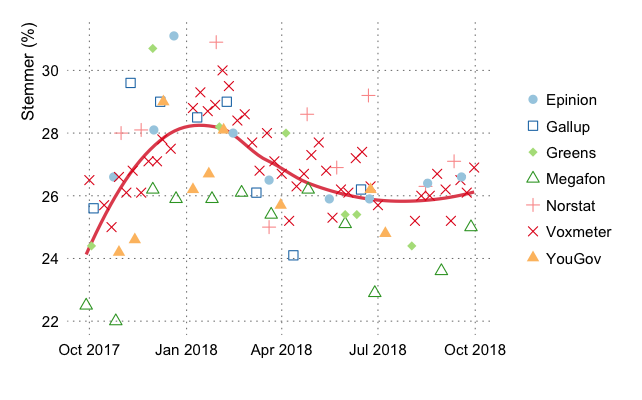 Stemmer (%)
30
28
26
24
22
Oct 2017
Jan 2018
Apr 2018
Jul 2018
Oct 2018
Epinion
Gallup
Greens
Megafon
Norstat
Voxmeter
YouGov